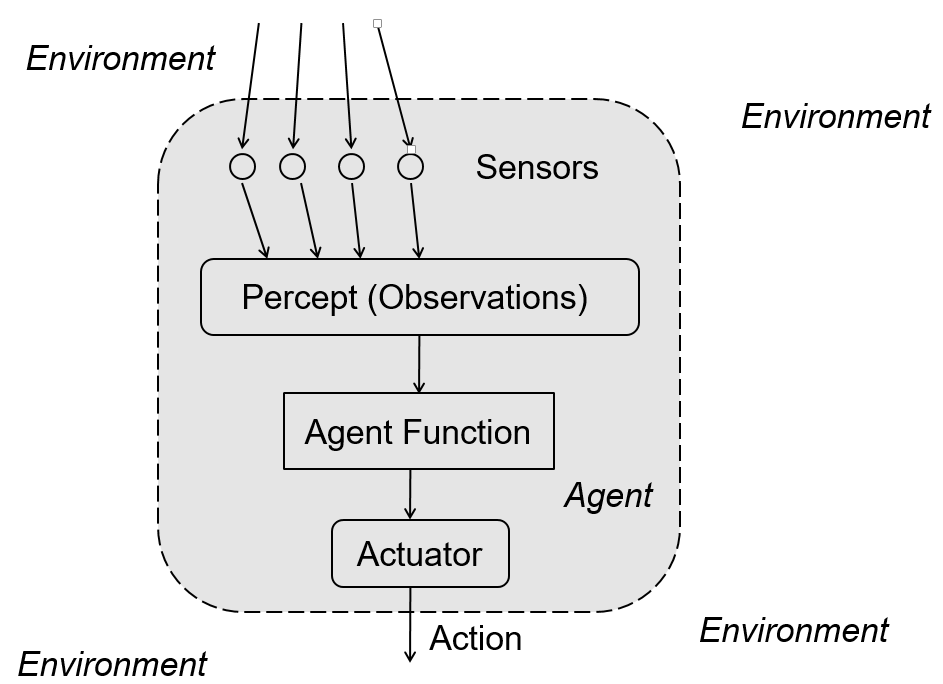 Environment
Environment
Sensors
Percept (Observations)
Agent Function
Agent
Actuator
Environment
Action
Environment